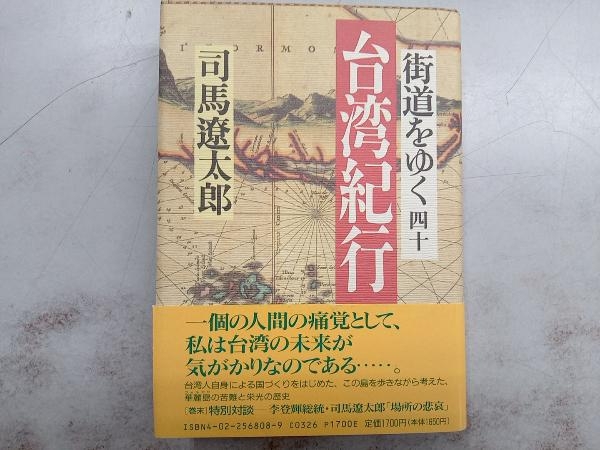 街道をゆく 四十
台湾紀行
司馬遼太郎
一個の人間の痛覚として、
私は台湾の未来が
気がかりなのである……。
台湾人自身による国づくりをはじめた、この島を歩きながら考えた、
華麗島の苦難と栄光の歴史
[巻末]特別対談──李登輝総統・司馬遼太郎「場所の悲哀」
ISBN4-02-256808-9 C0326 P1700E 定価1700円(本体1650円)